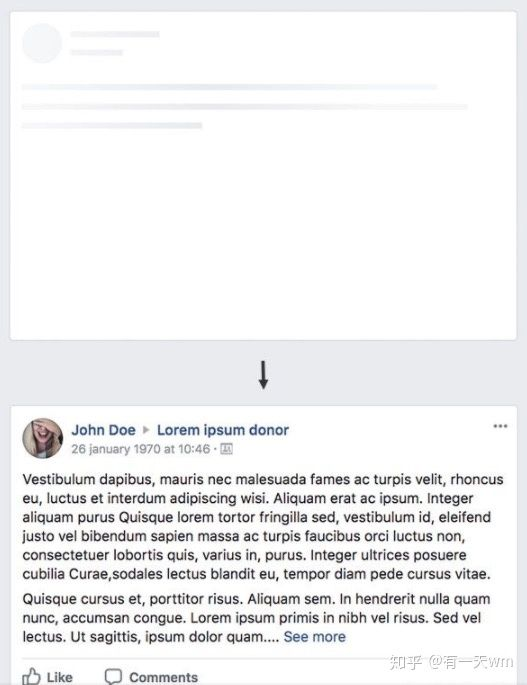 John Doe ▸ Lorem ipsum donor
26 january 1970 at 10:46 ·
Vestibulum dapibus, mauris nec malesuada fames ac turpis velit, rhoncus
eu, luctus et interdum adipiscing wisi. Aliquam erat ac ipsum. Integer
aliquam purus Quisque lorem tortor fringilla sed, vestibulum id, eleifend
justo vel bibendum sapien massa ac turpis faucibus orci luctus non,
consectetuer lobortis quis, varius in, purus. Integer ultrices posuere
cubilia Curae,sodales lectus blandit eu, tempor diam pede cursus vitae.
Quisque cursus et, porttitor risus. Aliquam sem. In hendrerit nulla quam
nunc, accumsan congue. Lorem ipsum primis in nibh vel risus. Sed vel
lectus. Ut sagittis, ipsum dolor quam.... See more
Like Comments
知乎 @有一天wm